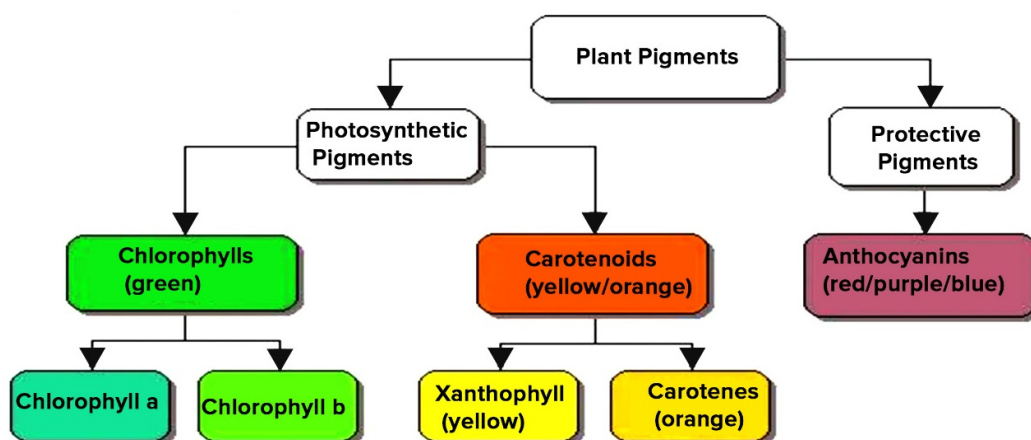 Plant Pigments
Photosynthetic
Pigments
Protective
Pigments
Chlorophylls
(green)
Carotenoids
(yellow/orange)
Anthocyanins
(red/purple/blue)
Chlorophyll a
Chlorophyll b
Xanthophyll
(yellow)
Carotenes
(orange)